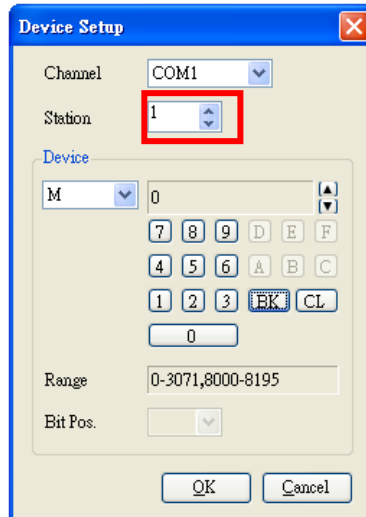 Device Setup
Channel COM1
Station 1
Device
M 0
7 8 9 D E F
4 5 6 A B C
1 2 3 BK CL
0
Range 0-3071,8000-8195
Bit Pos.
OK Cancel